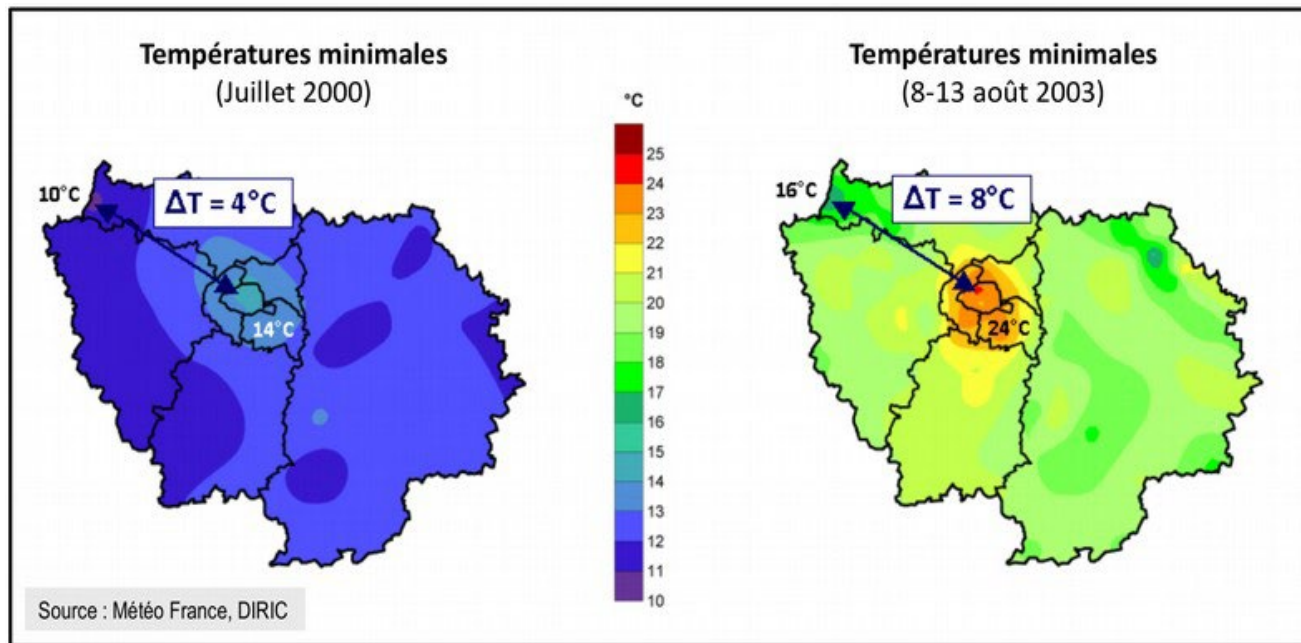 Températures minimales
(Juillet 2000)
10°C
ΔT = 4°C
14°C
°C
25
24
23
22
21
20
19
18
17
16
15
14
13
12
11
10
Températures minimales
(8-13 août 2003)
16°C
ΔT = 8°C
24°C
Source : Météo France, DIRIC